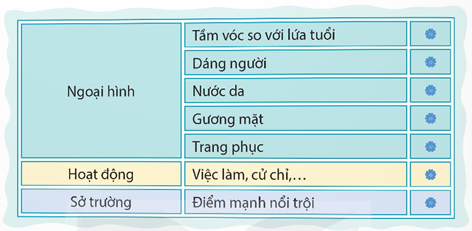 Ngoại hình
Tầm vóc so với lứa tuổi
Dáng người
Nước da
Gương mặt
Trang phục
Hoạt động
Việc làm, cử chỉ,...
Sở trường
Điểm mạnh nổi trội